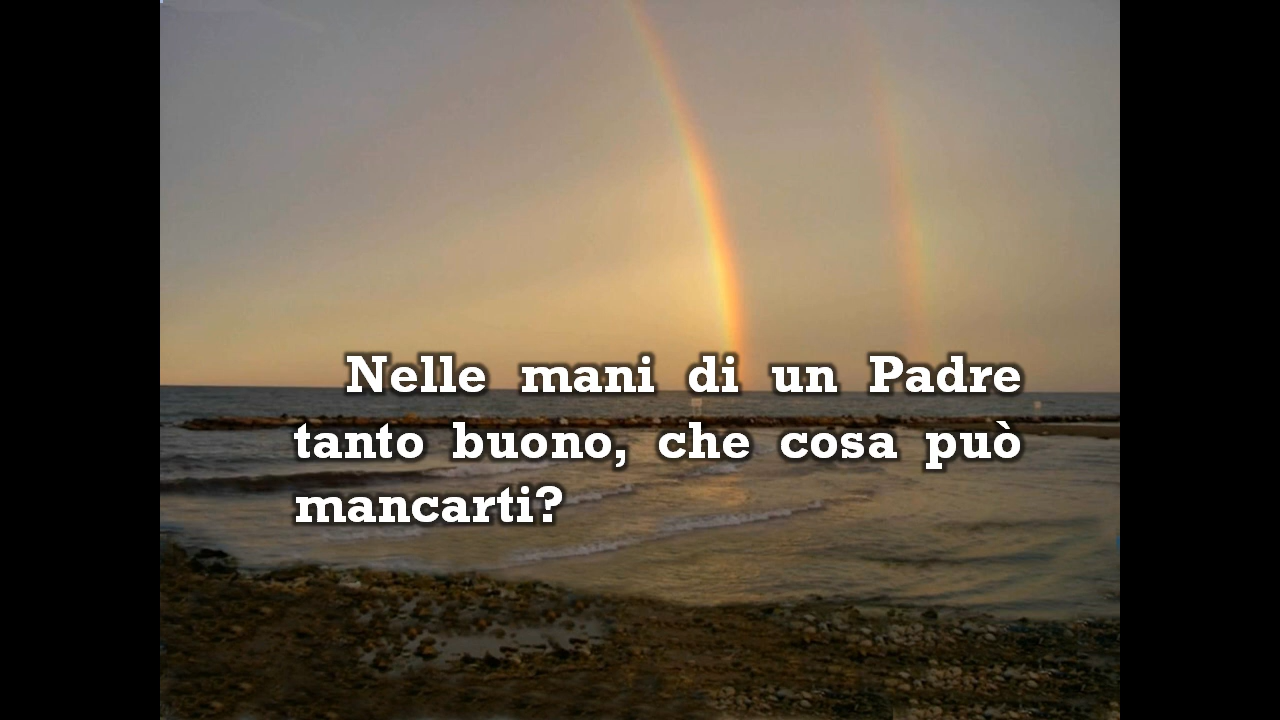 Nelle mani di un Padre
tanto buono, che cosa può
mancarti?